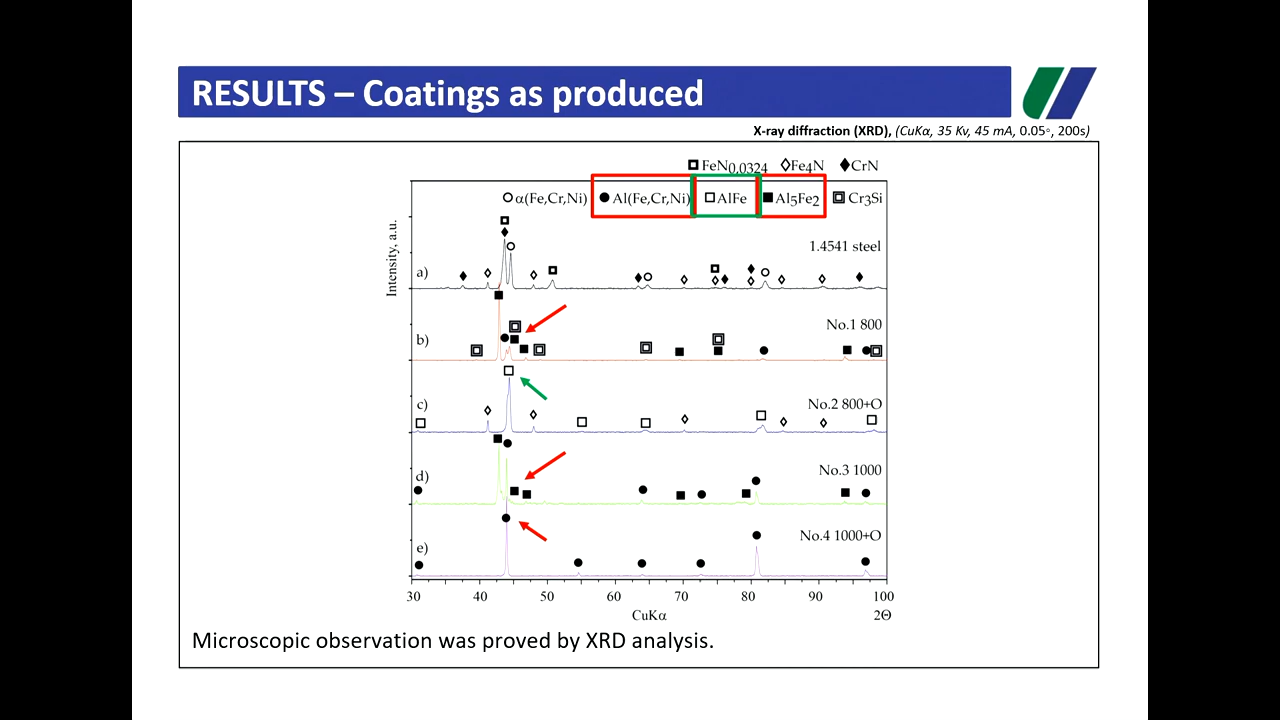 RESULTS – Coatings as produced
X-ray diffraction (XRD), (CuKα, 35 Kv, 45 mA, 0.05◦, 200s)
FeN0,0324 Fe4N CrN
α(Fe,Cr,Ni) Al(Fe,Cr,Ni) AlFe Al5Fe2 Cr3Si
Intensity, a.u.
1.4541 steel
a)
No.1 800
b)
No.2 800+O
c)
No.3 1000
d)
No.4 1000+O
e)
30 40 50 60 70 80 90 100
CuKα 2Θ
Microscopic observation was proved by XRD analysis.